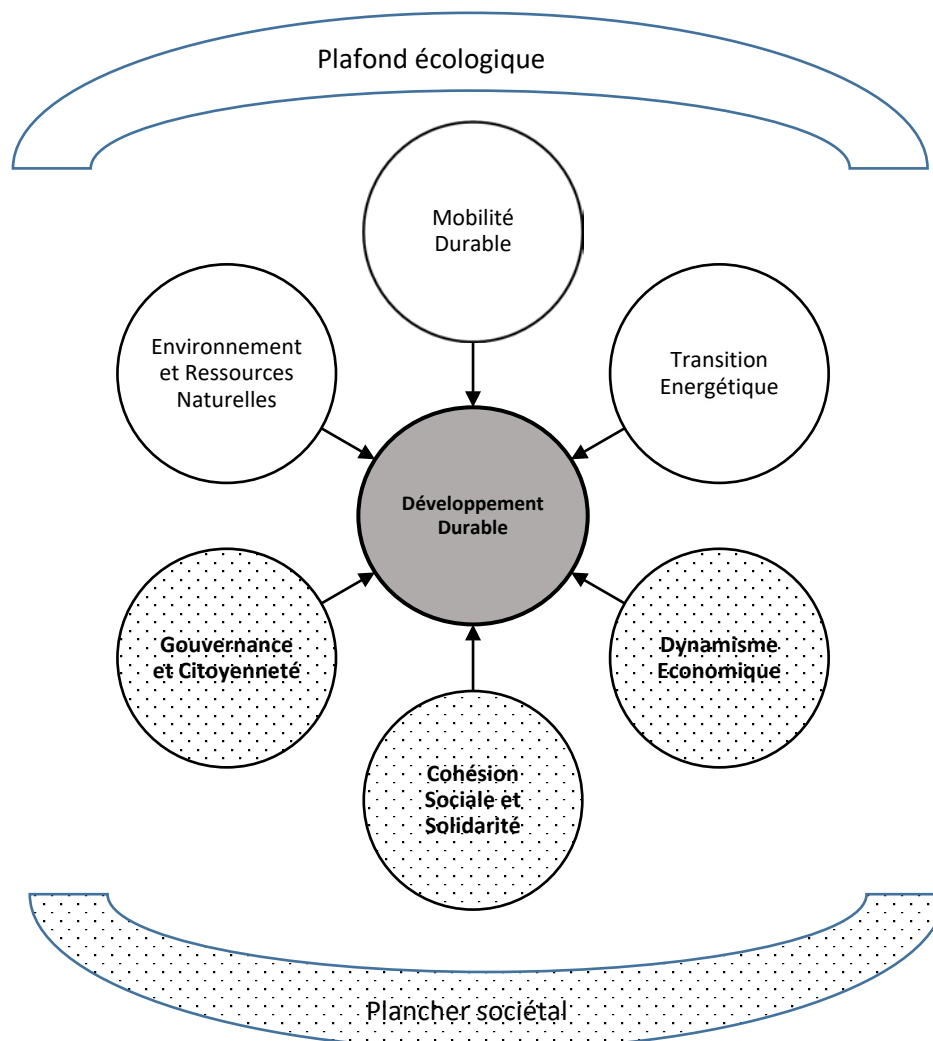 Plafond écologique
Mobilité
Durable
Environnement
et Ressources
Naturelles
Transition
Energétique
Développement
Durable
Gouvernance
et Citoyenneté
Dynamisme
Economique
Cohésion
Sociale et
Solidarité
Plancher sociétal